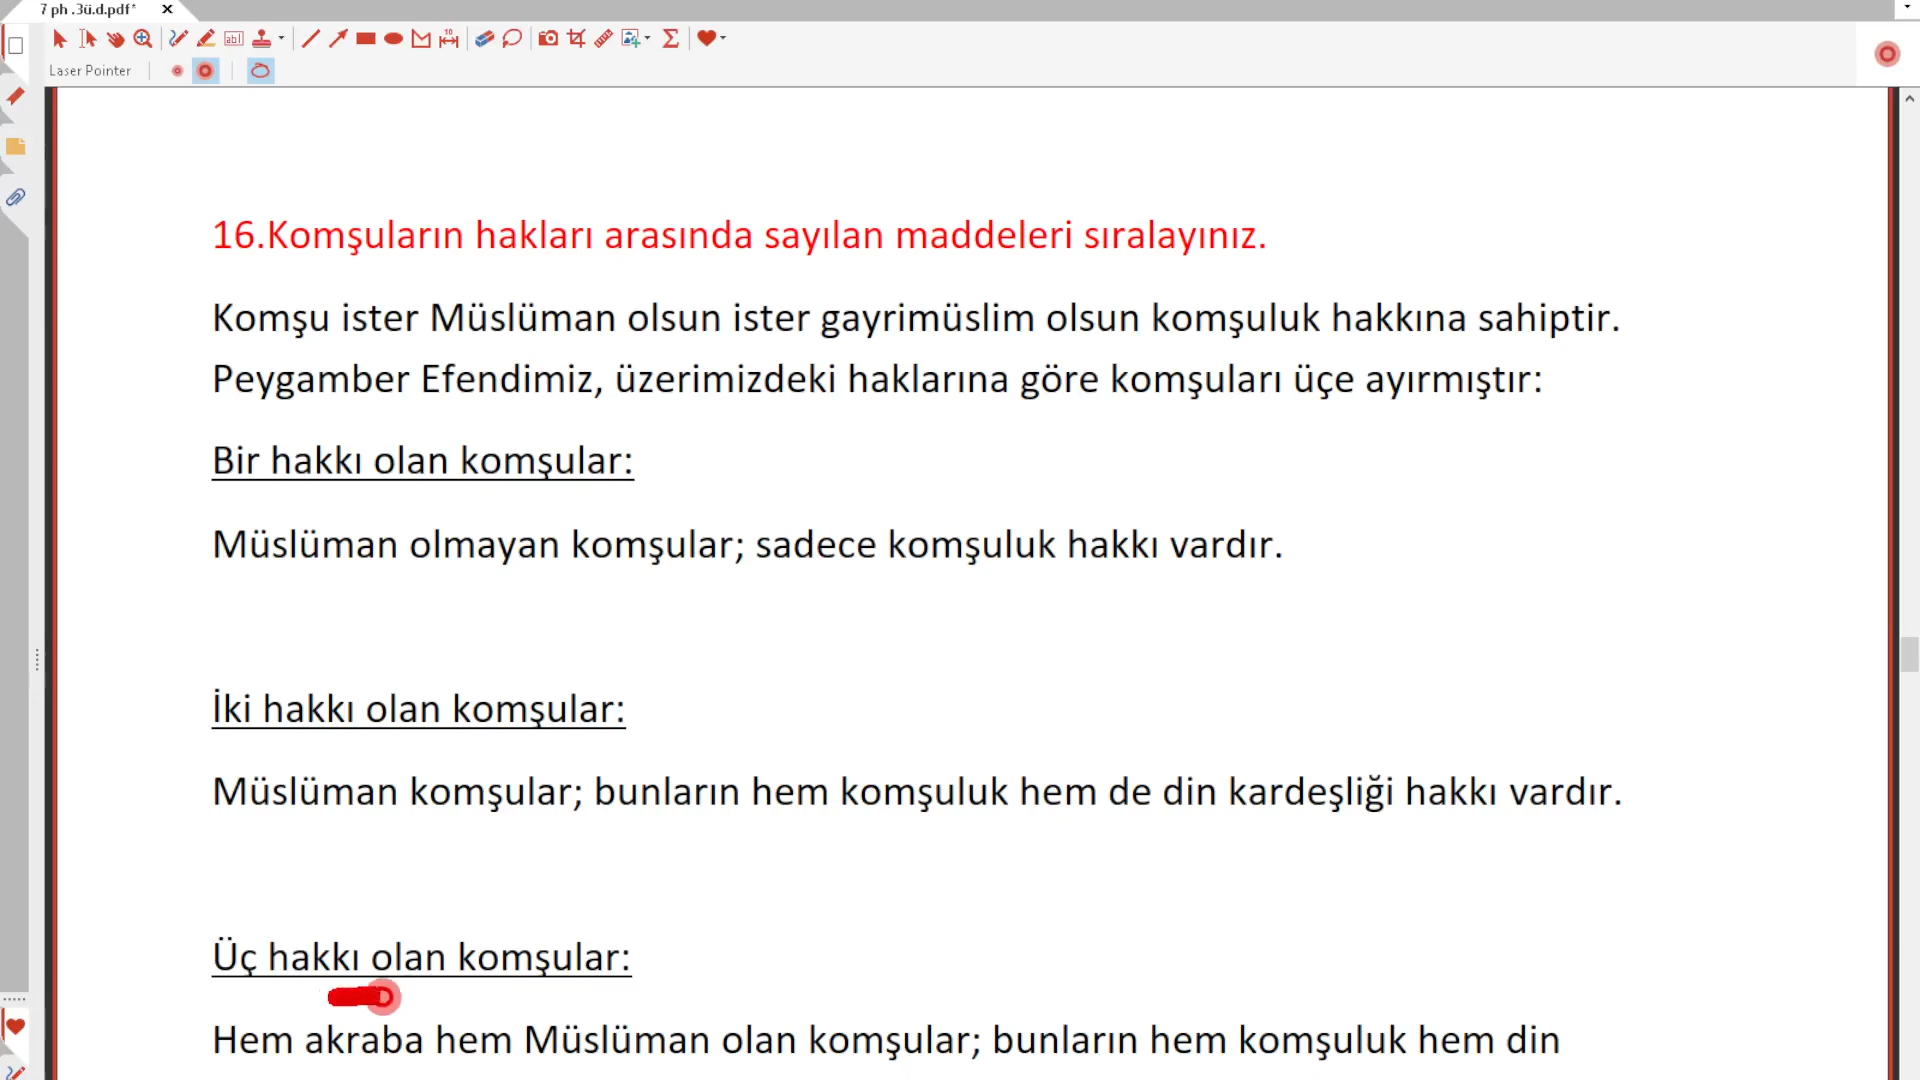 7 ph .3ü.d.pdf*
Laser Pointer
16.Komşuların hakları arasında sayılan maddeleri sıralayınız.
Komşu ister Müslüman olsun ister gayrimüslim olsun komşuluk hakkına sahiptir.
Peygamber Efendimiz, üzerimizdeki haklarına göre komşuları üçe ayırmıştır:
Bir hakkı olan komşular:
Müslüman olmayan komşular; sadece komşuluk hakkı vardır.
İki hakkı olan komşular:
Müslüman komşular; bunların hem komşuluk hem de din kardeşliği hakkı vardır.
Üç hakkı olan komşular:
Hem akraba hem Müslüman olan komşular; bunların hem komşuluk hem din